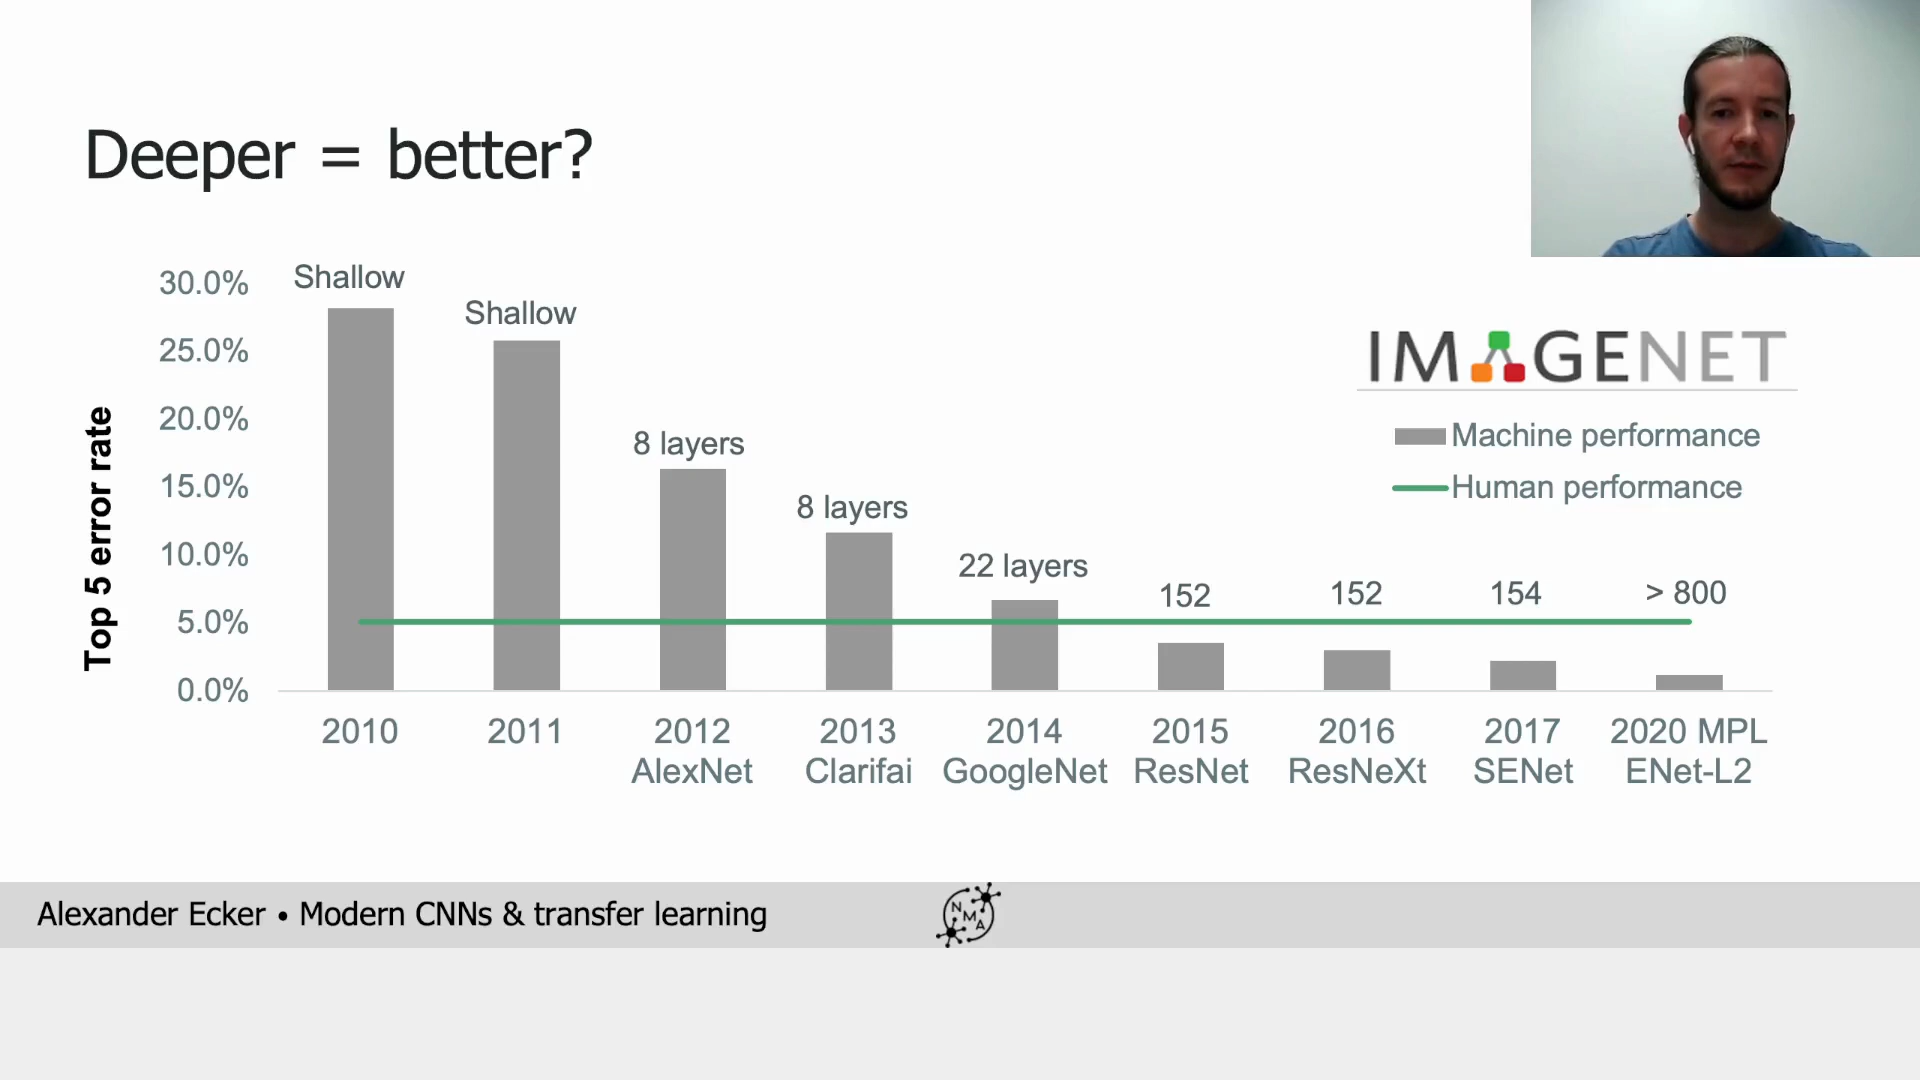 Deeper = better?
Top 5 error rate
30.0%
25.0%
20.0%
15.0%
10.0%
5.0%
0.0%
Shallow
Shallow
8 layers
8 layers
22 layers
152
152
154
> 800
2010
2011
2012
AlexNet
2013
Clarifai
2014
GoogleNet
2015
ResNet
2016
ResNeXt
2017
SENet
2020 MPL
ENet-L2
IMAGENET
Machine performance
Human performance
Alexander Ecker • Modern CNNs & transfer learning
NMA